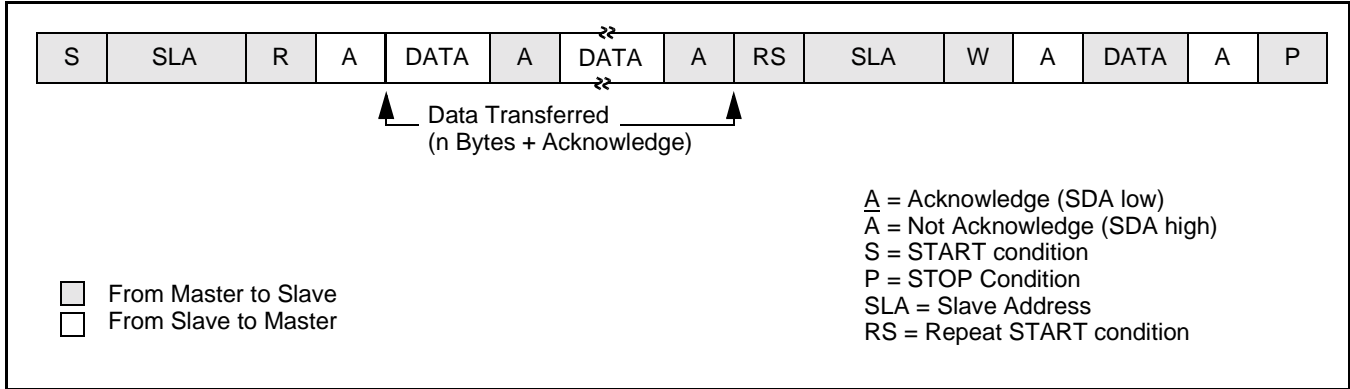 S SLA R A DATA A DATA A RS SLA W A DATA A P
Data Transferred
(n Bytes + Acknowledge)
A = Acknowledge (SDA low)
A̅ = Not Acknowledge (SDA high)
S = START condition
P = STOP Condition
SLA = Slave Address
RS = Repeat START condition
From Master to Slave
From Slave to Master